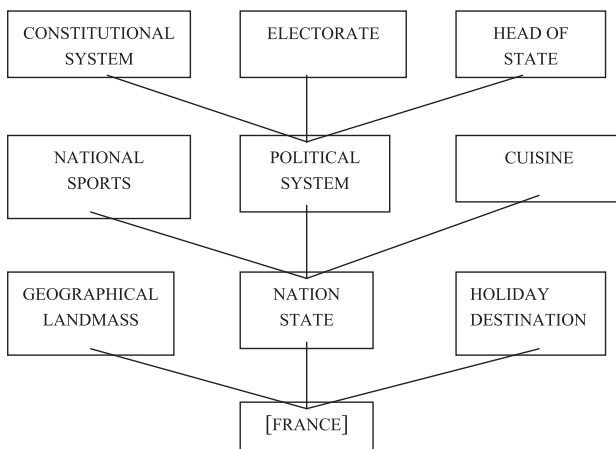 CONSTITUTIONAL
SYSTEM
ELECTORATE
HEAD OF
STATE
NATIONAL
SPORTS
POLITICAL
SYSTEM
CUISINE
GEOGRAPHICAL
LANDMASS
NATION
STATE
HOLIDAY
DESTINATION
[FRANCE]